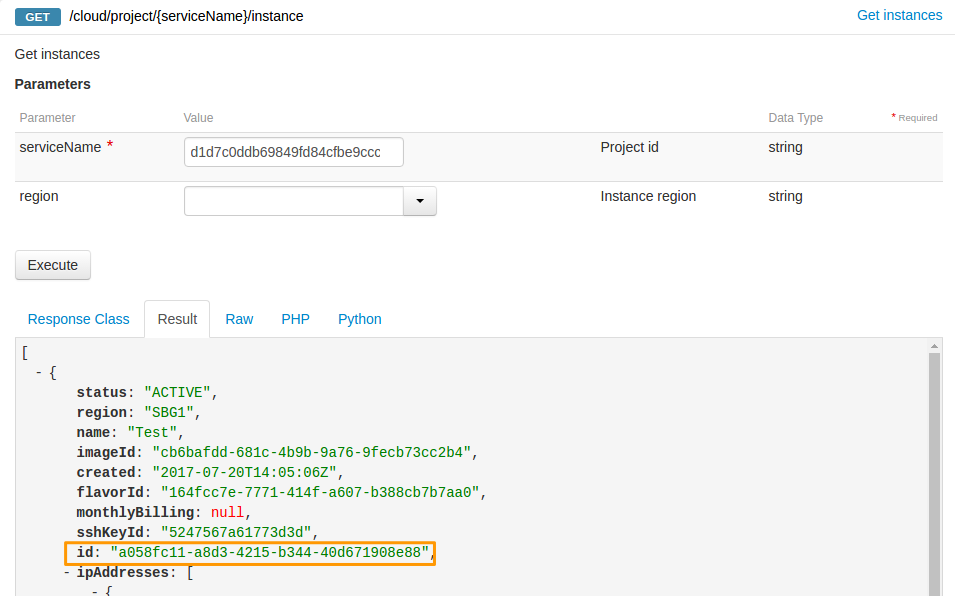 GET /cloud/project/{serviceName}/instance Get instances
Get instances
Parameters
Parameter Value Data Type * Required
serviceName * d1d7c0ddb69849fd84cfbe9ccc Project id string
region Instance region string
Execute
Response Class Result Raw PHP Python
[
- {
status: "ACTIVE",
region: "SBG1",
name: "Test",
imageId: "cb6bafdd-681c-4b9b-9a76-9fecb73cc2b4",
created: "2017-07-20T14:05:06Z",
flavorId: "164fcc7e-7771-414f-a607-b388cb7b7aa0",
monthlyBilling: null,
sshKeyId: "5247567a61773d3d",
id: "a058fc11-a8d3-4215-b344-40d671908e88",
- ipAddresses: [
- {